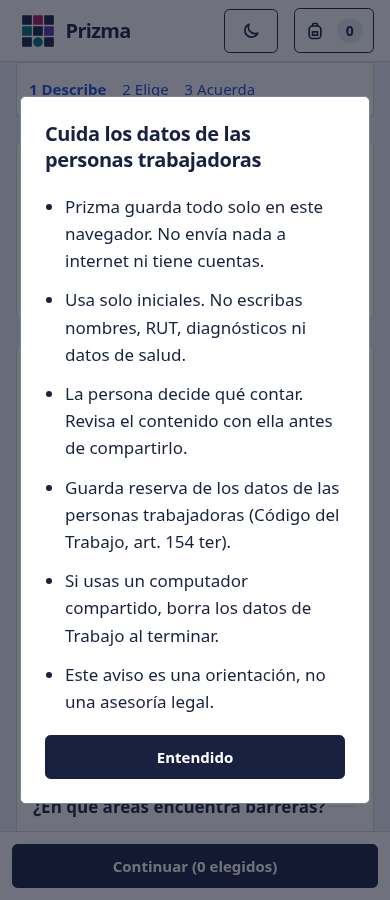 Prizma
0
1 Describe 2 Elige 3 Acuerda
Cuida los datos de las
personas trabajadoras
• Prizma guarda todo solo en este
navegador. No envía nada a
internet ni tiene cuentas.
• Usa solo iniciales. No escribas
nombres, RUT, diagnósticos ni
datos de salud.
• La persona decide qué contar.
Revisa el contenido con ella antes
de compartirlo.
• Guarda reserva de los datos de las
personas trabajadoras (Código del
Trabajo, art. 154 ter).
• Si usas un computador
compartido, borra los datos de
Trabajo al terminar.
• Este aviso es una orientación, no
una asesoría legal.
Entendido
¿En qué áreas encuentra barreras?
Continuar (0 elegidos)